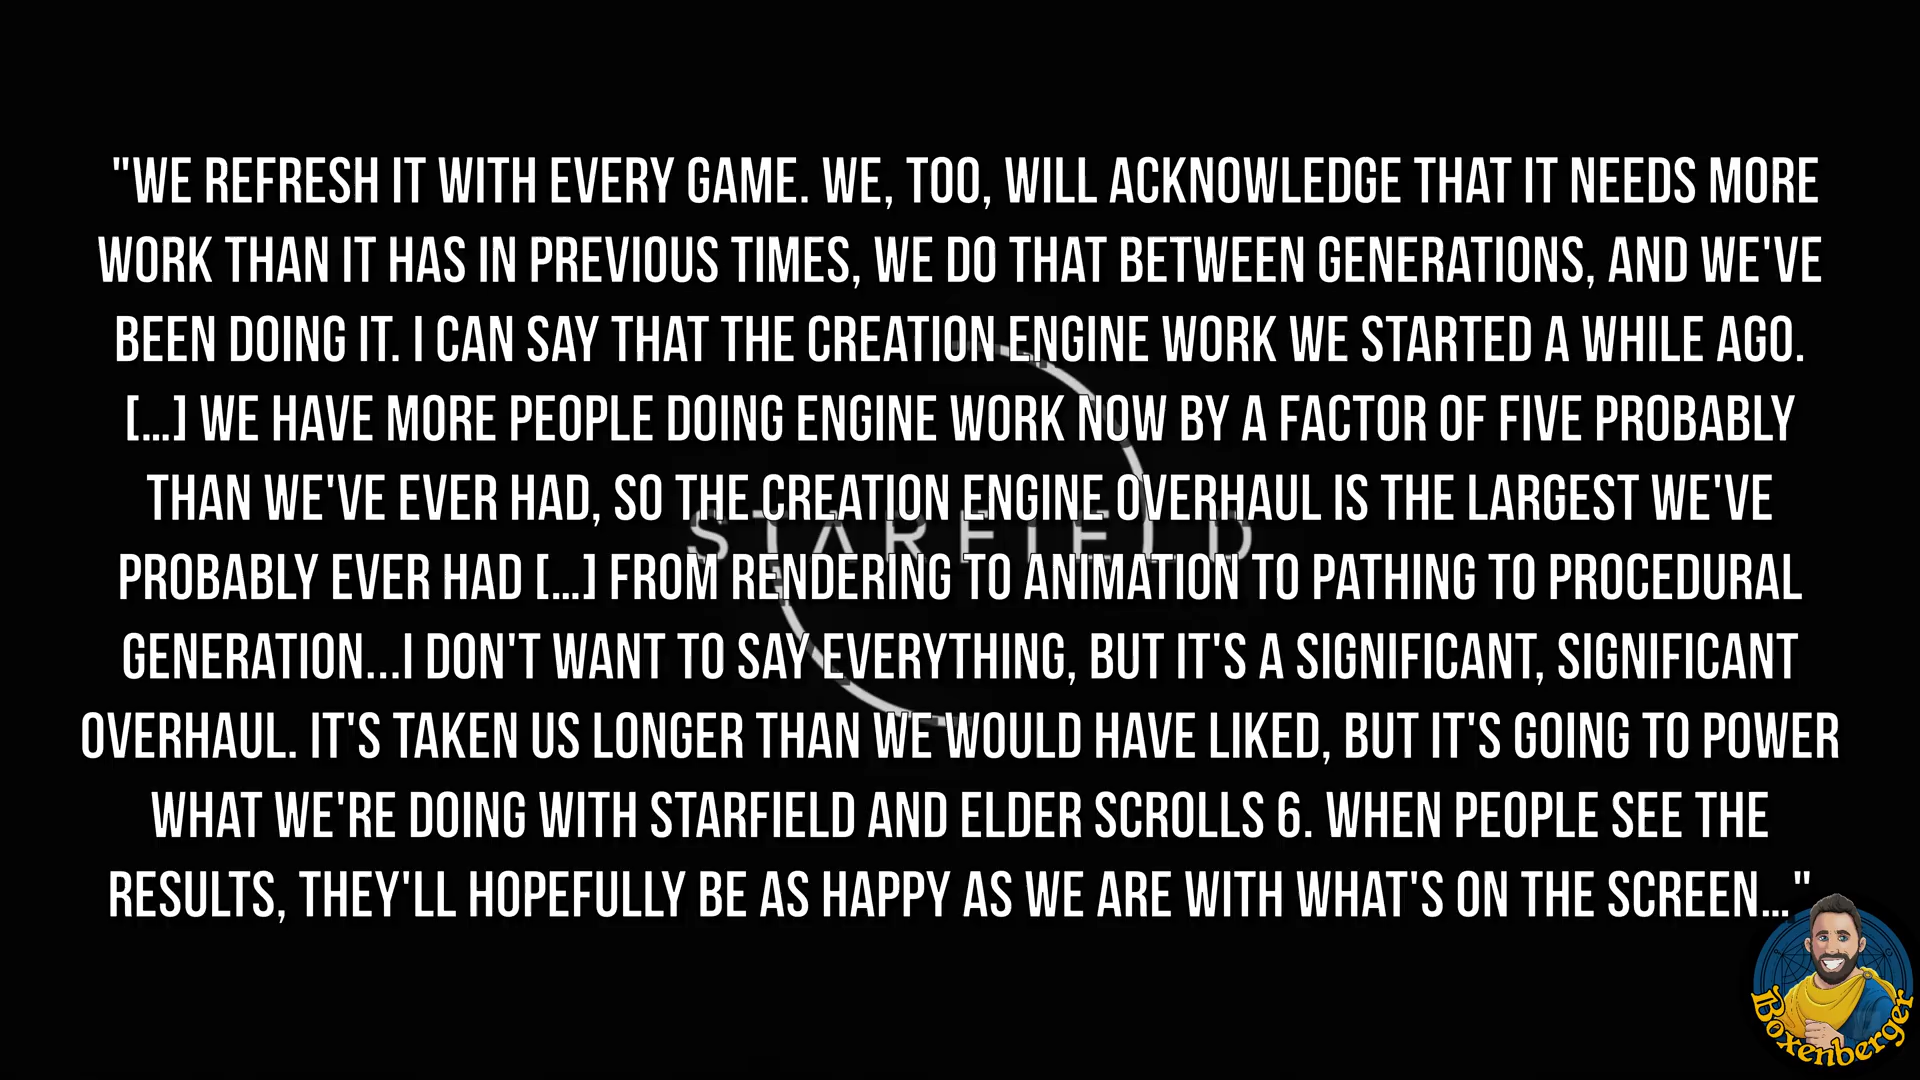 "WE REFRESH IT WITH EVERY GAME. WE, TOO, WILL ACKNOWLEDGE THAT IT NEEDS MORE
WORK THAN IT HAS IN PREVIOUS TIMES, WE DO THAT BETWEEN GENERATIONS, AND WE'VE
BEEN DOING IT. I CAN SAY THAT THE CREATION ENGINE WORK WE STARTED A WHILE AGO.
[...] WE HAVE MORE PEOPLE DOING ENGINE WORK NOW BY A FACTOR OF FIVE PROBABLY
THAN WE'VE EVER HAD, SO THE CREATION ENGINE OVERHAUL IS THE LARGEST WE'VE
PROBABLY EVER HAD [...] FROM RENDERING TO ANIMATION TO PATHING TO PROCEDURAL
GENERATION...I DON'T WANT TO SAY EVERYTHING, BUT IT'S A SIGNIFICANT, SIGNIFICANT
OVERHAUL. IT'S TAKEN US LONGER THAN WE WOULD HAVE LIKED, BUT IT'S GOING TO POWER
WHAT WE'RE DOING WITH STARFIELD AND ELDER SCROLLS 6. WHEN PEOPLE SEE THE
RESULTS, THEY'LL HOPEFULLY BE AS HAPPY AS WE ARE WITH WHAT'S ON THE SCREEN..."
STARFIELD
Boxenberger